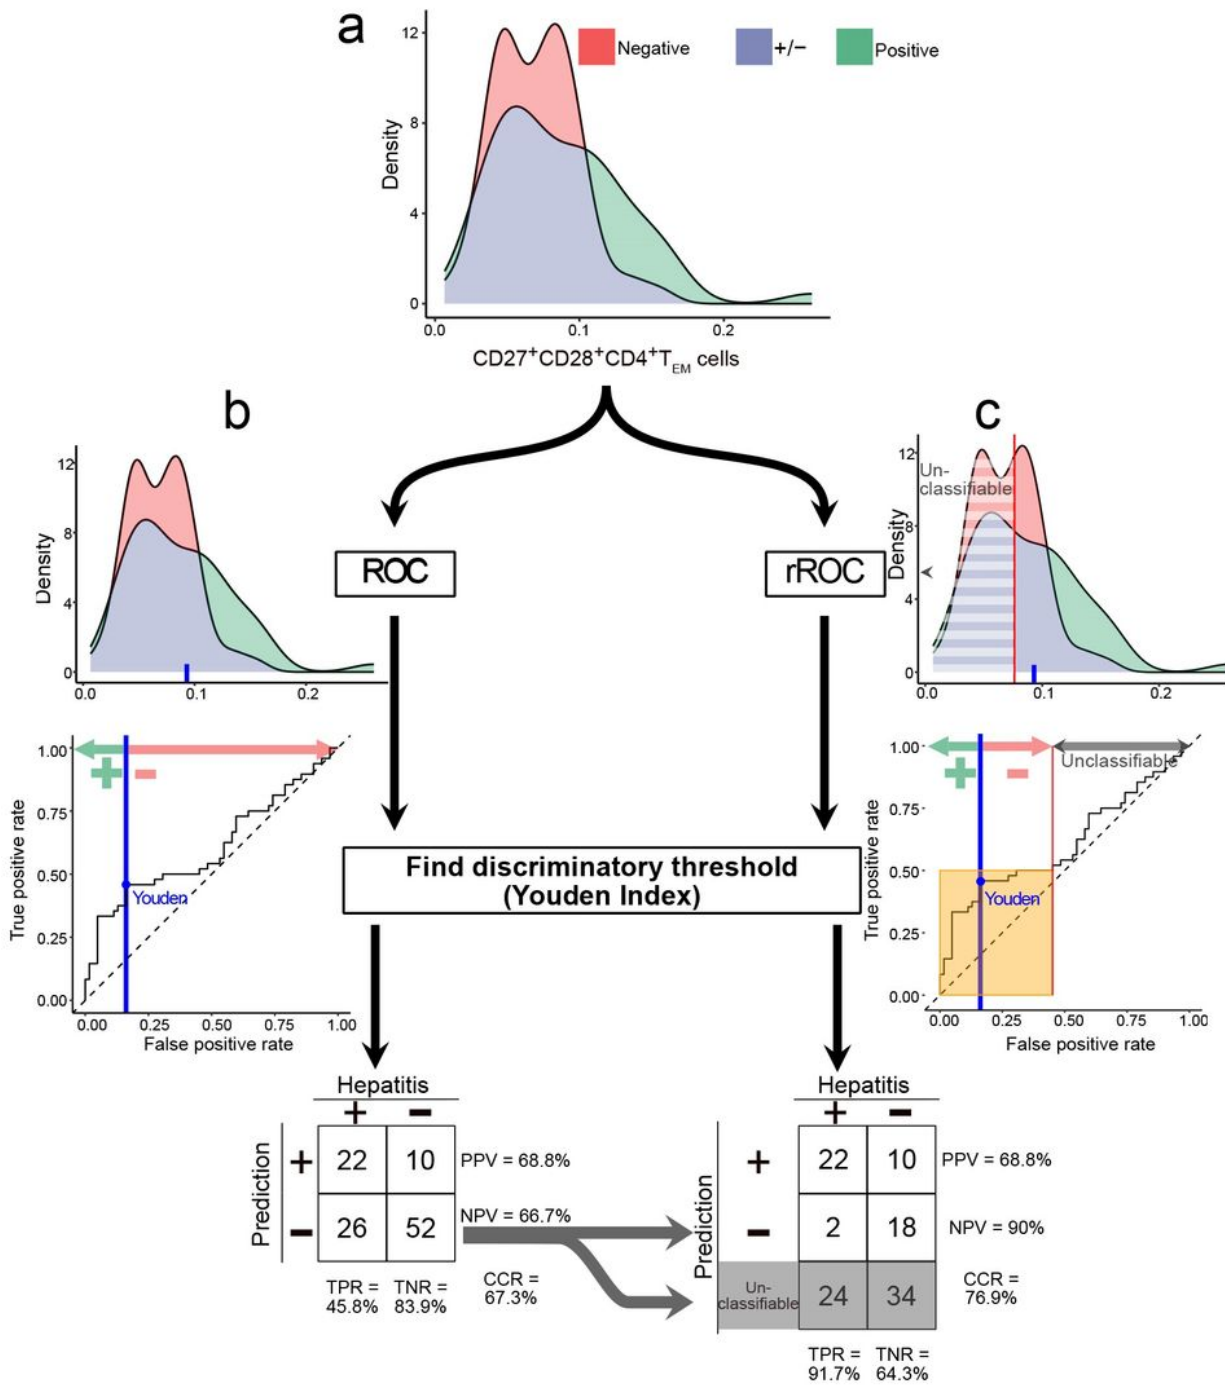 a
Negative
+/−
Positive
12
8
4
0
Density
0.0
0.1
0.2
CD27+CD28+CD4+TEM cells
b
12
8
4
0
Density
0.0
0.1
0.2
ROC
c
Un-
classifiable
12
8
4
0
Density
0.0
0.1
0.2
rROC
1.00
0.75
0.50
0.25
0.00
True positive rate
+
−
Youden
0.00
0.25
0.50
0.75
1.00
False positive rate
Find discriminatory threshold
(Youden Index)
1.00
0.75
0.50
0.25
0.00
True positive rate
+
−
Unclassifiable
Youden
0.00
0.25
0.50
0.75
1.00
False positive rate
Hepatitis
+ −
Prediction
+ 22 10 PPV = 68.8%
− 26 52 NPV = 66.7%
TPR =
45.8%
TNR =
83.9%
CCR =
67.3%
Hepatitis
+ −
Prediction
+ 22 10 PPV = 68.8%
− 2 18 NPV = 90%
Un-
classifiable
24 34
CCR =
76.9%
TPR =
91.7%
TNR =
64.3%